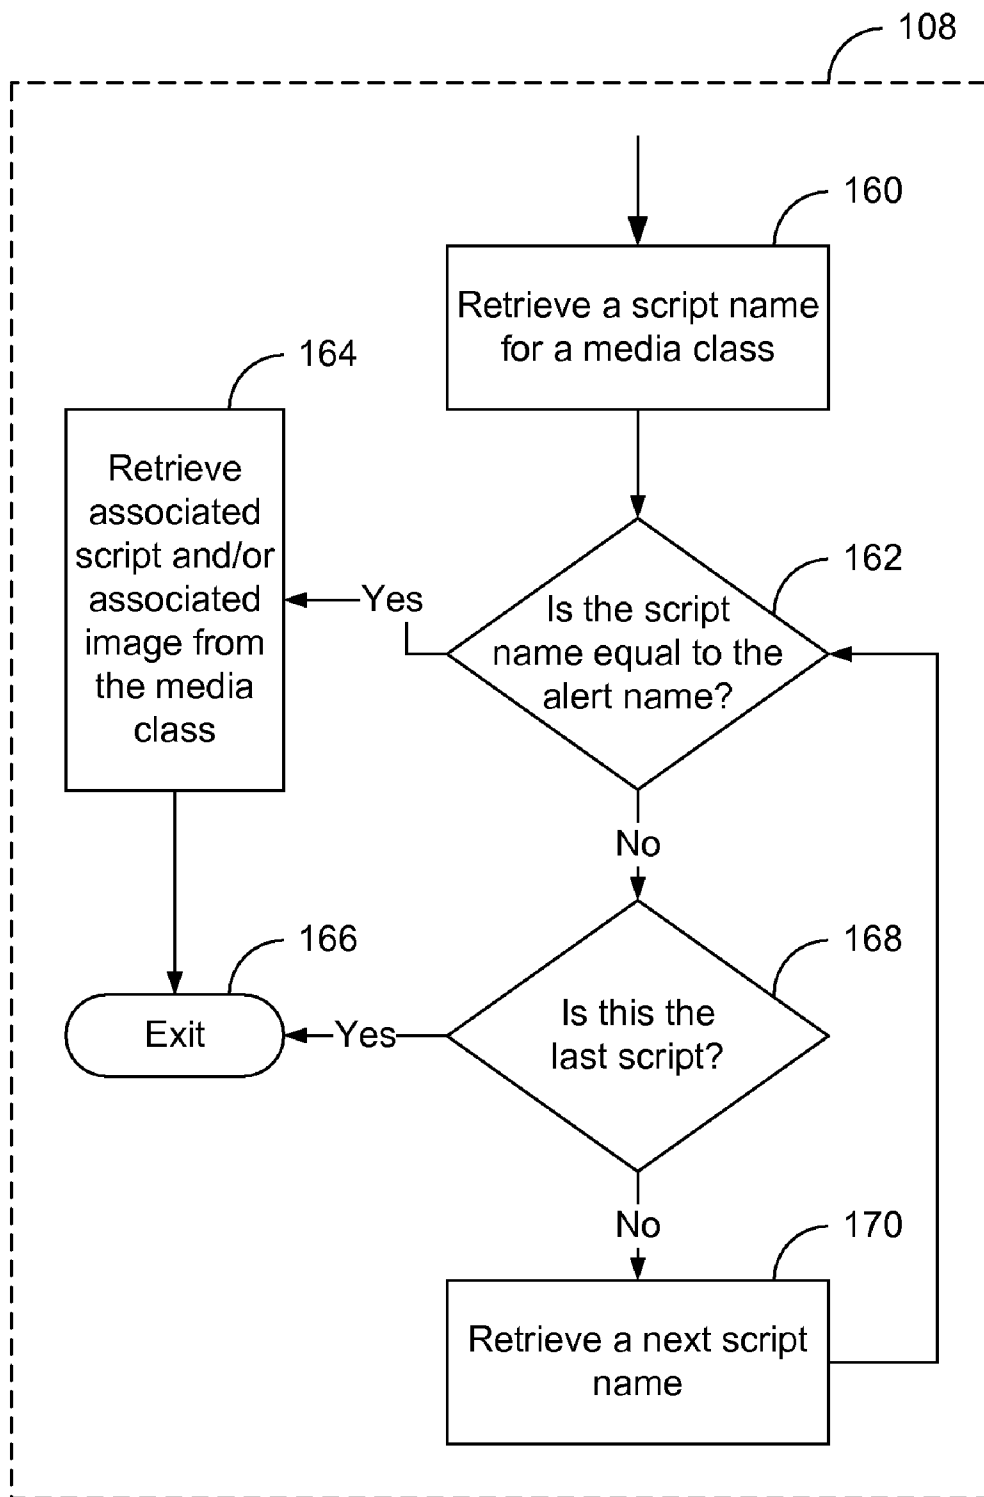 108
160
Retrieve a script name
for a media class
164
Retrieve
associated
script and/or
associated
image from
the media
class
162
Is the script
name equal to the
alert name?
Yes
No
166
Exit
168
Is this the
last script?
Yes
No
170
Retrieve a next script
name